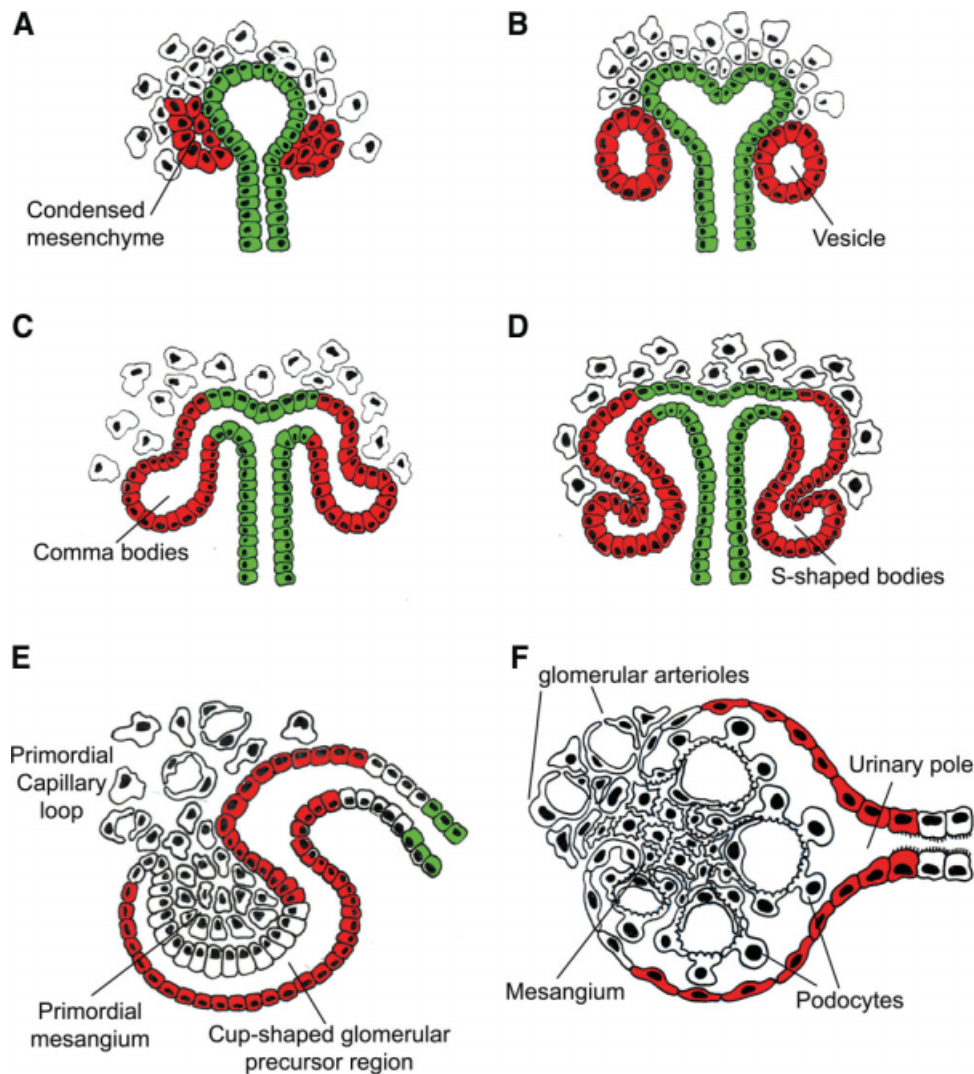 A
Condensed
mesenchyme
B
Vesicle
C
Comma bodies
D
S-shaped bodies
E
Primordial
Capillary
loop
Primordial
mesangium
Cup-shaped glomerular
precursor region
F
glomerular arterioles
Urinary pole
Mesangium
Podocytes